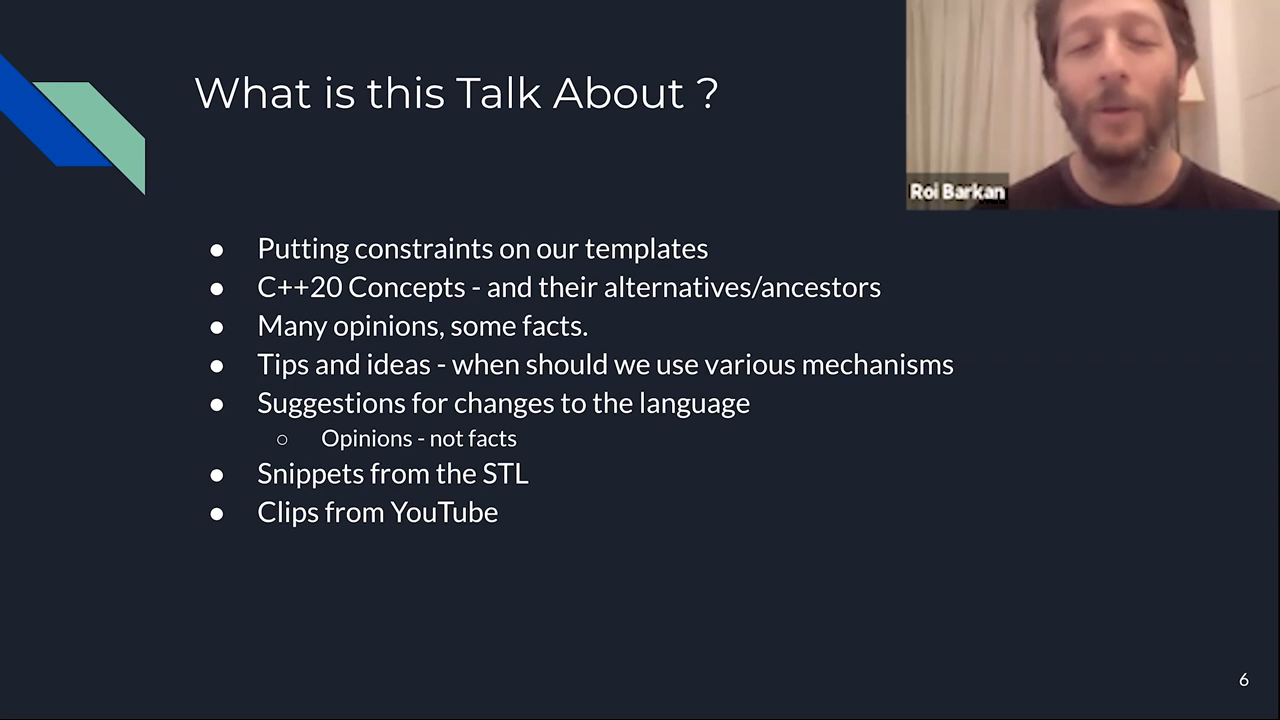 What is this Talk About ?
Roi Barkan
● Putting constraints on our templates
● C++20 Concepts - and their alternatives/ancestors
● Many opinions, some facts.
● Tips and ideas - when should we use various mechanisms
● Suggestions for changes to the language
○ Opinions - not facts
● Snippets from the STL
● Clips from YouTube
6